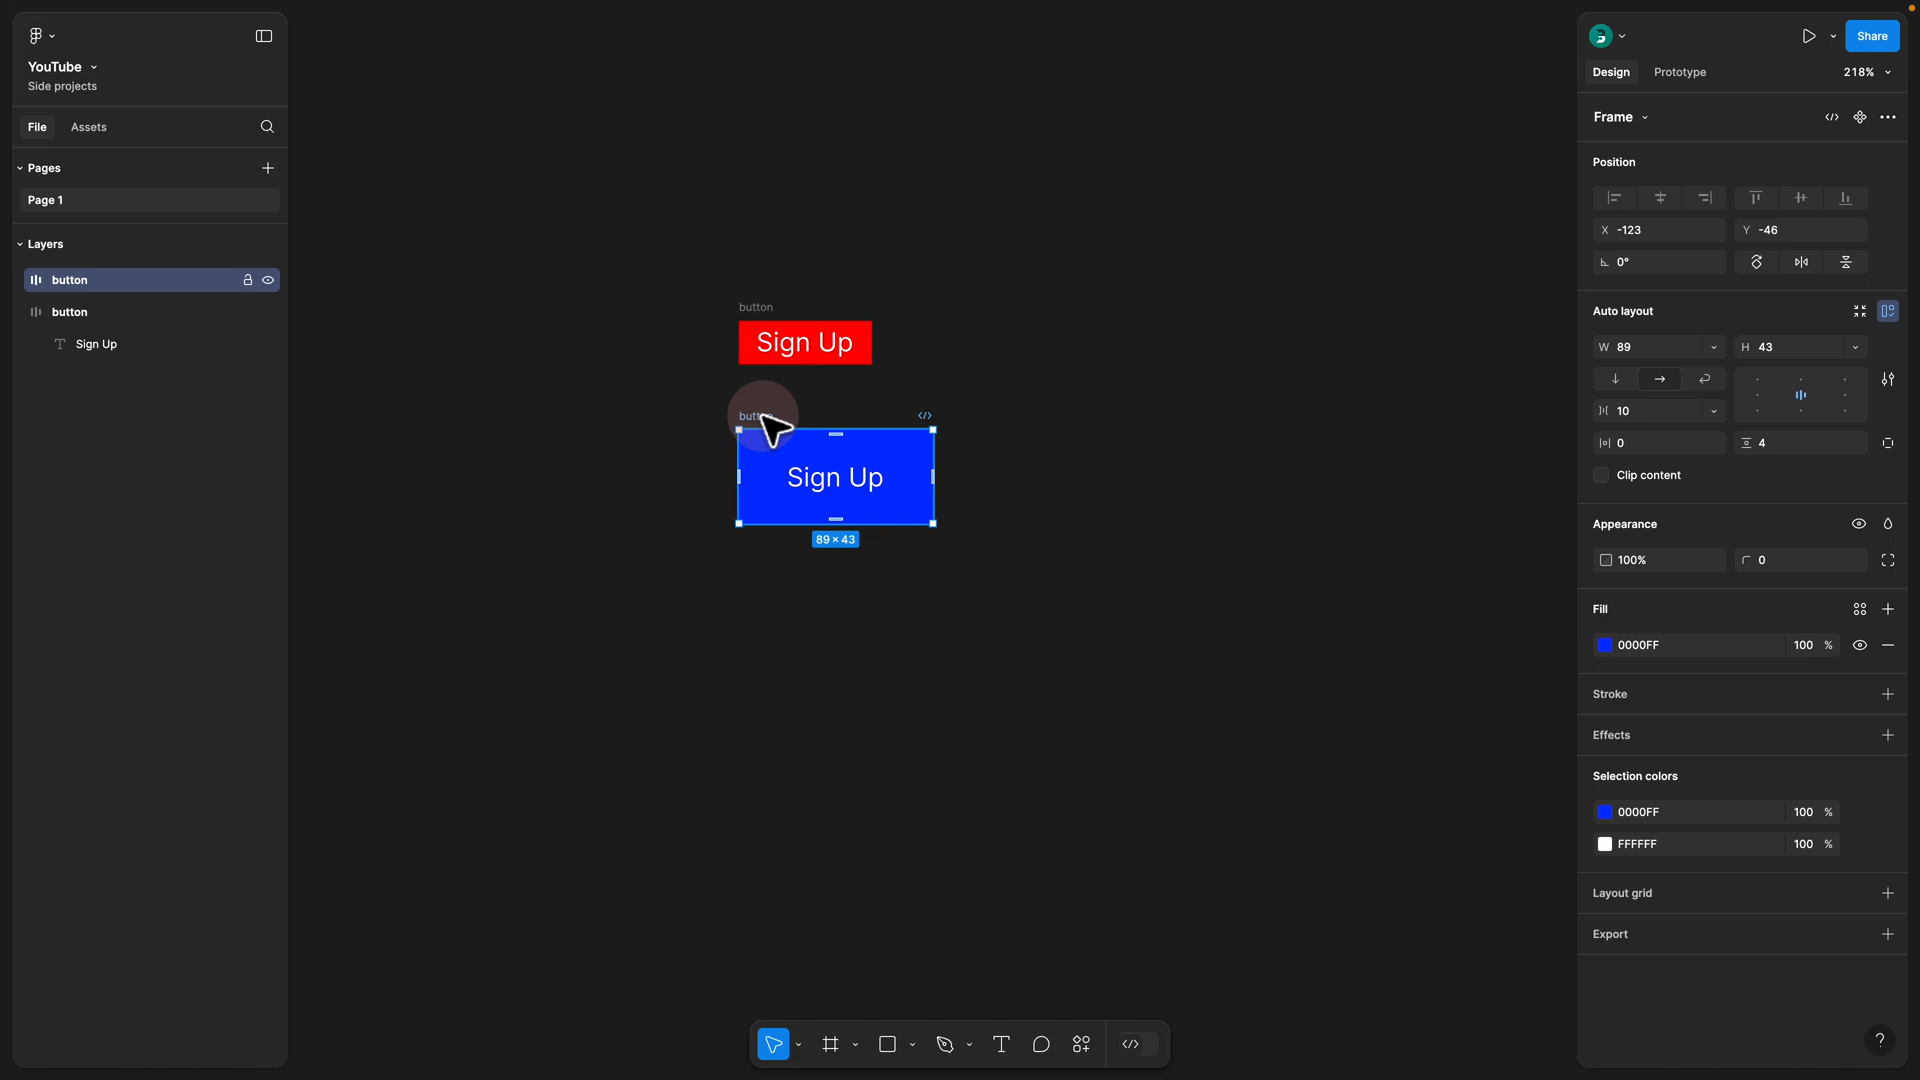 YouTube
Side projects
File
Assets
Pages
Page 1
Layers
button
button
Sign Up
button
Sign Up
button
Sign Up
89 × 43
Share
Design
Prototype
218%
Frame
Position
X -123
Y -46
0°
Auto layout
W 89
H 43
10
0
4
Clip content
Appearance
100%
0
Fill
0000FF 100 %
Stroke
Effects
Selection colors
0000FF 100 %
FFFFFF 100 %
Layout grid
Export
?